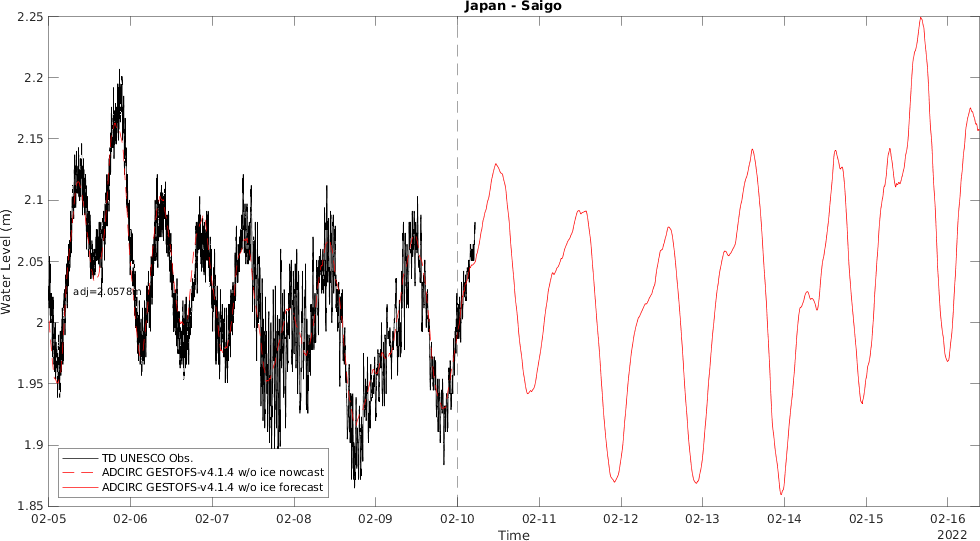 Japan - Saigo
2.25
2.2
2.15
2.1
2.05
2
1.95
1.9
1.85
Water Level (m)
adj=2.0578m
TD UNESCO Obs.
ADCIRC GESTOFS-v4.1.4 w/o ice nowcast
ADCIRC GESTOFS-v4.1.4 w/o ice forecast
02-05 02-06 02-07 02-08 02-09 02-10 02-11 02-12 02-13 02-14 02-15 02-16
Time
2022